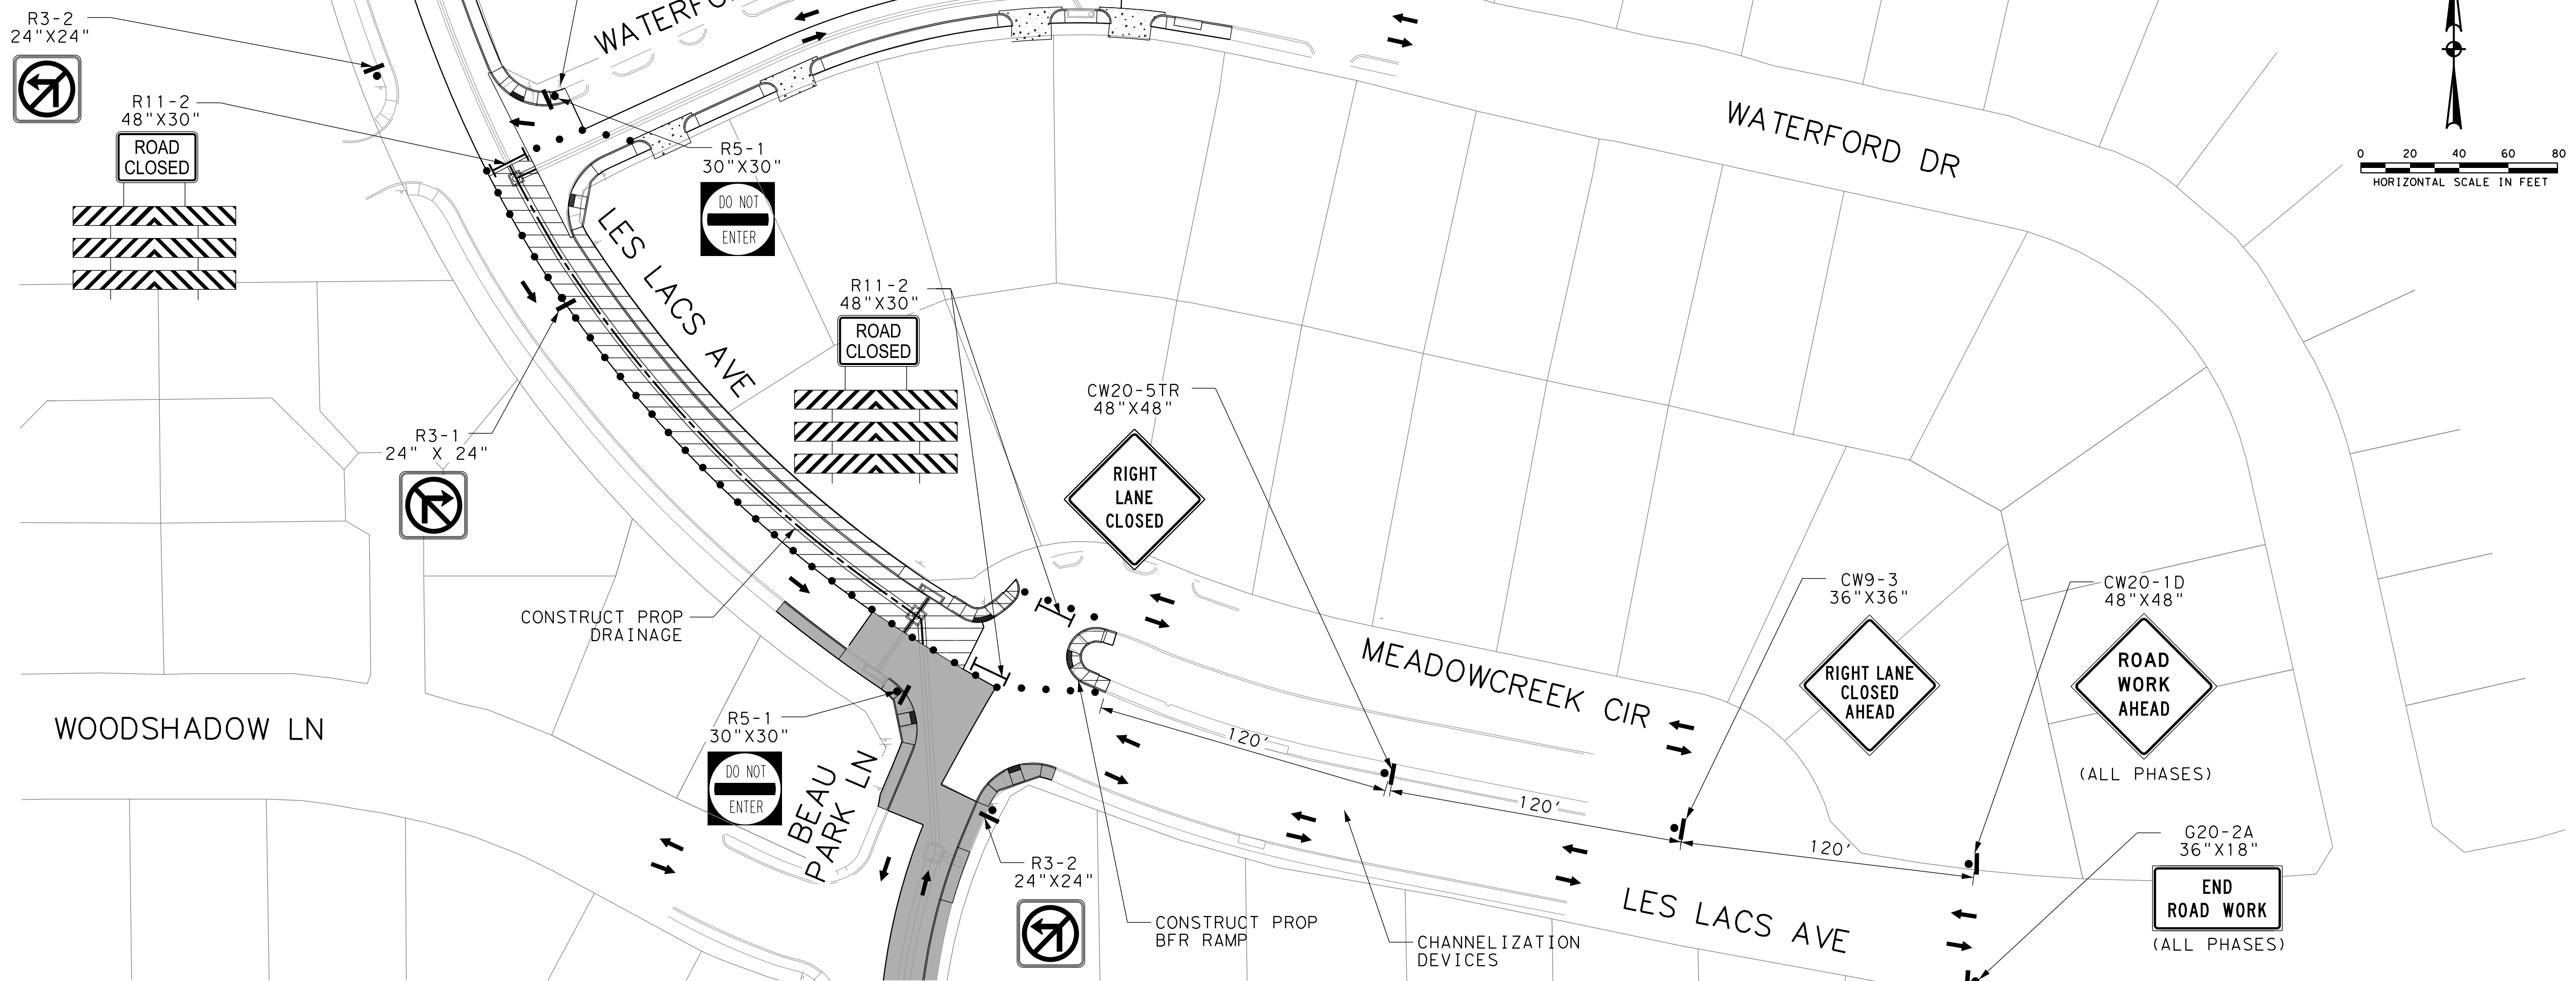 R3-2
24"X24"
R11-2
48"X30"
ROAD
CLOSED
WATERFO
R5-1
30"X30"
DO NOT
ENTER
LES LACS AVE
R3-1
24" X 24"
R11-2
48"X30"
ROAD
CLOSED
CW20-5TR
48"X48"
RIGHT
LANE
CLOSED
WATERFORD DR
0 20 40 60 80
HORIZONTAL SCALE IN FEET
CONSTRUCT PROP
DRAINAGE
WOODSHADOW LN
R5-1
30"X30"
DO NOT
ENTER
BEAU
PARK LN
R3-2
24"X24"
MEADOWCREEK CIR
120'
120'
120'
CW9-3
36"X36"
RIGHT LANE
CLOSED
AHEAD
CW20-1D
48"X48"
ROAD
WORK
AHEAD
(ALL PHASES)
CONSTRUCT PROP
BFR RAMP
CHANNELIZATION
DEVICES
LES LACS AVE
G20-2A
36"X18"
END
ROAD WORK
(ALL PHASES)